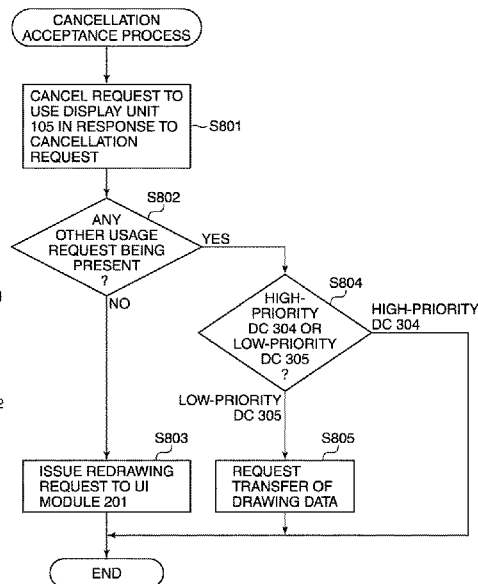 CANCELLATION
ACCEPTANCE PROCESS
CANCEL REQUEST TO
USE DISPLAY UNIT
105 IN RESPONSE TO
CANCELLATION
REQUEST
S801
S802
ANY
OTHER USAGE
REQUEST BEING
PRESENT
?
YES
NO
S804
HIGH-
PRIORITY
DC 304 OR
LOW-PRIORITY
DC 305
?
HIGH-PRIORITY
DC 304
LOW-PRIORITY
DC 305
S803
ISSUE REDRAWING
REQUEST TO UI
MODULE 201
S805
REQUEST
TRANSFER OF
DRAWING DATA
END